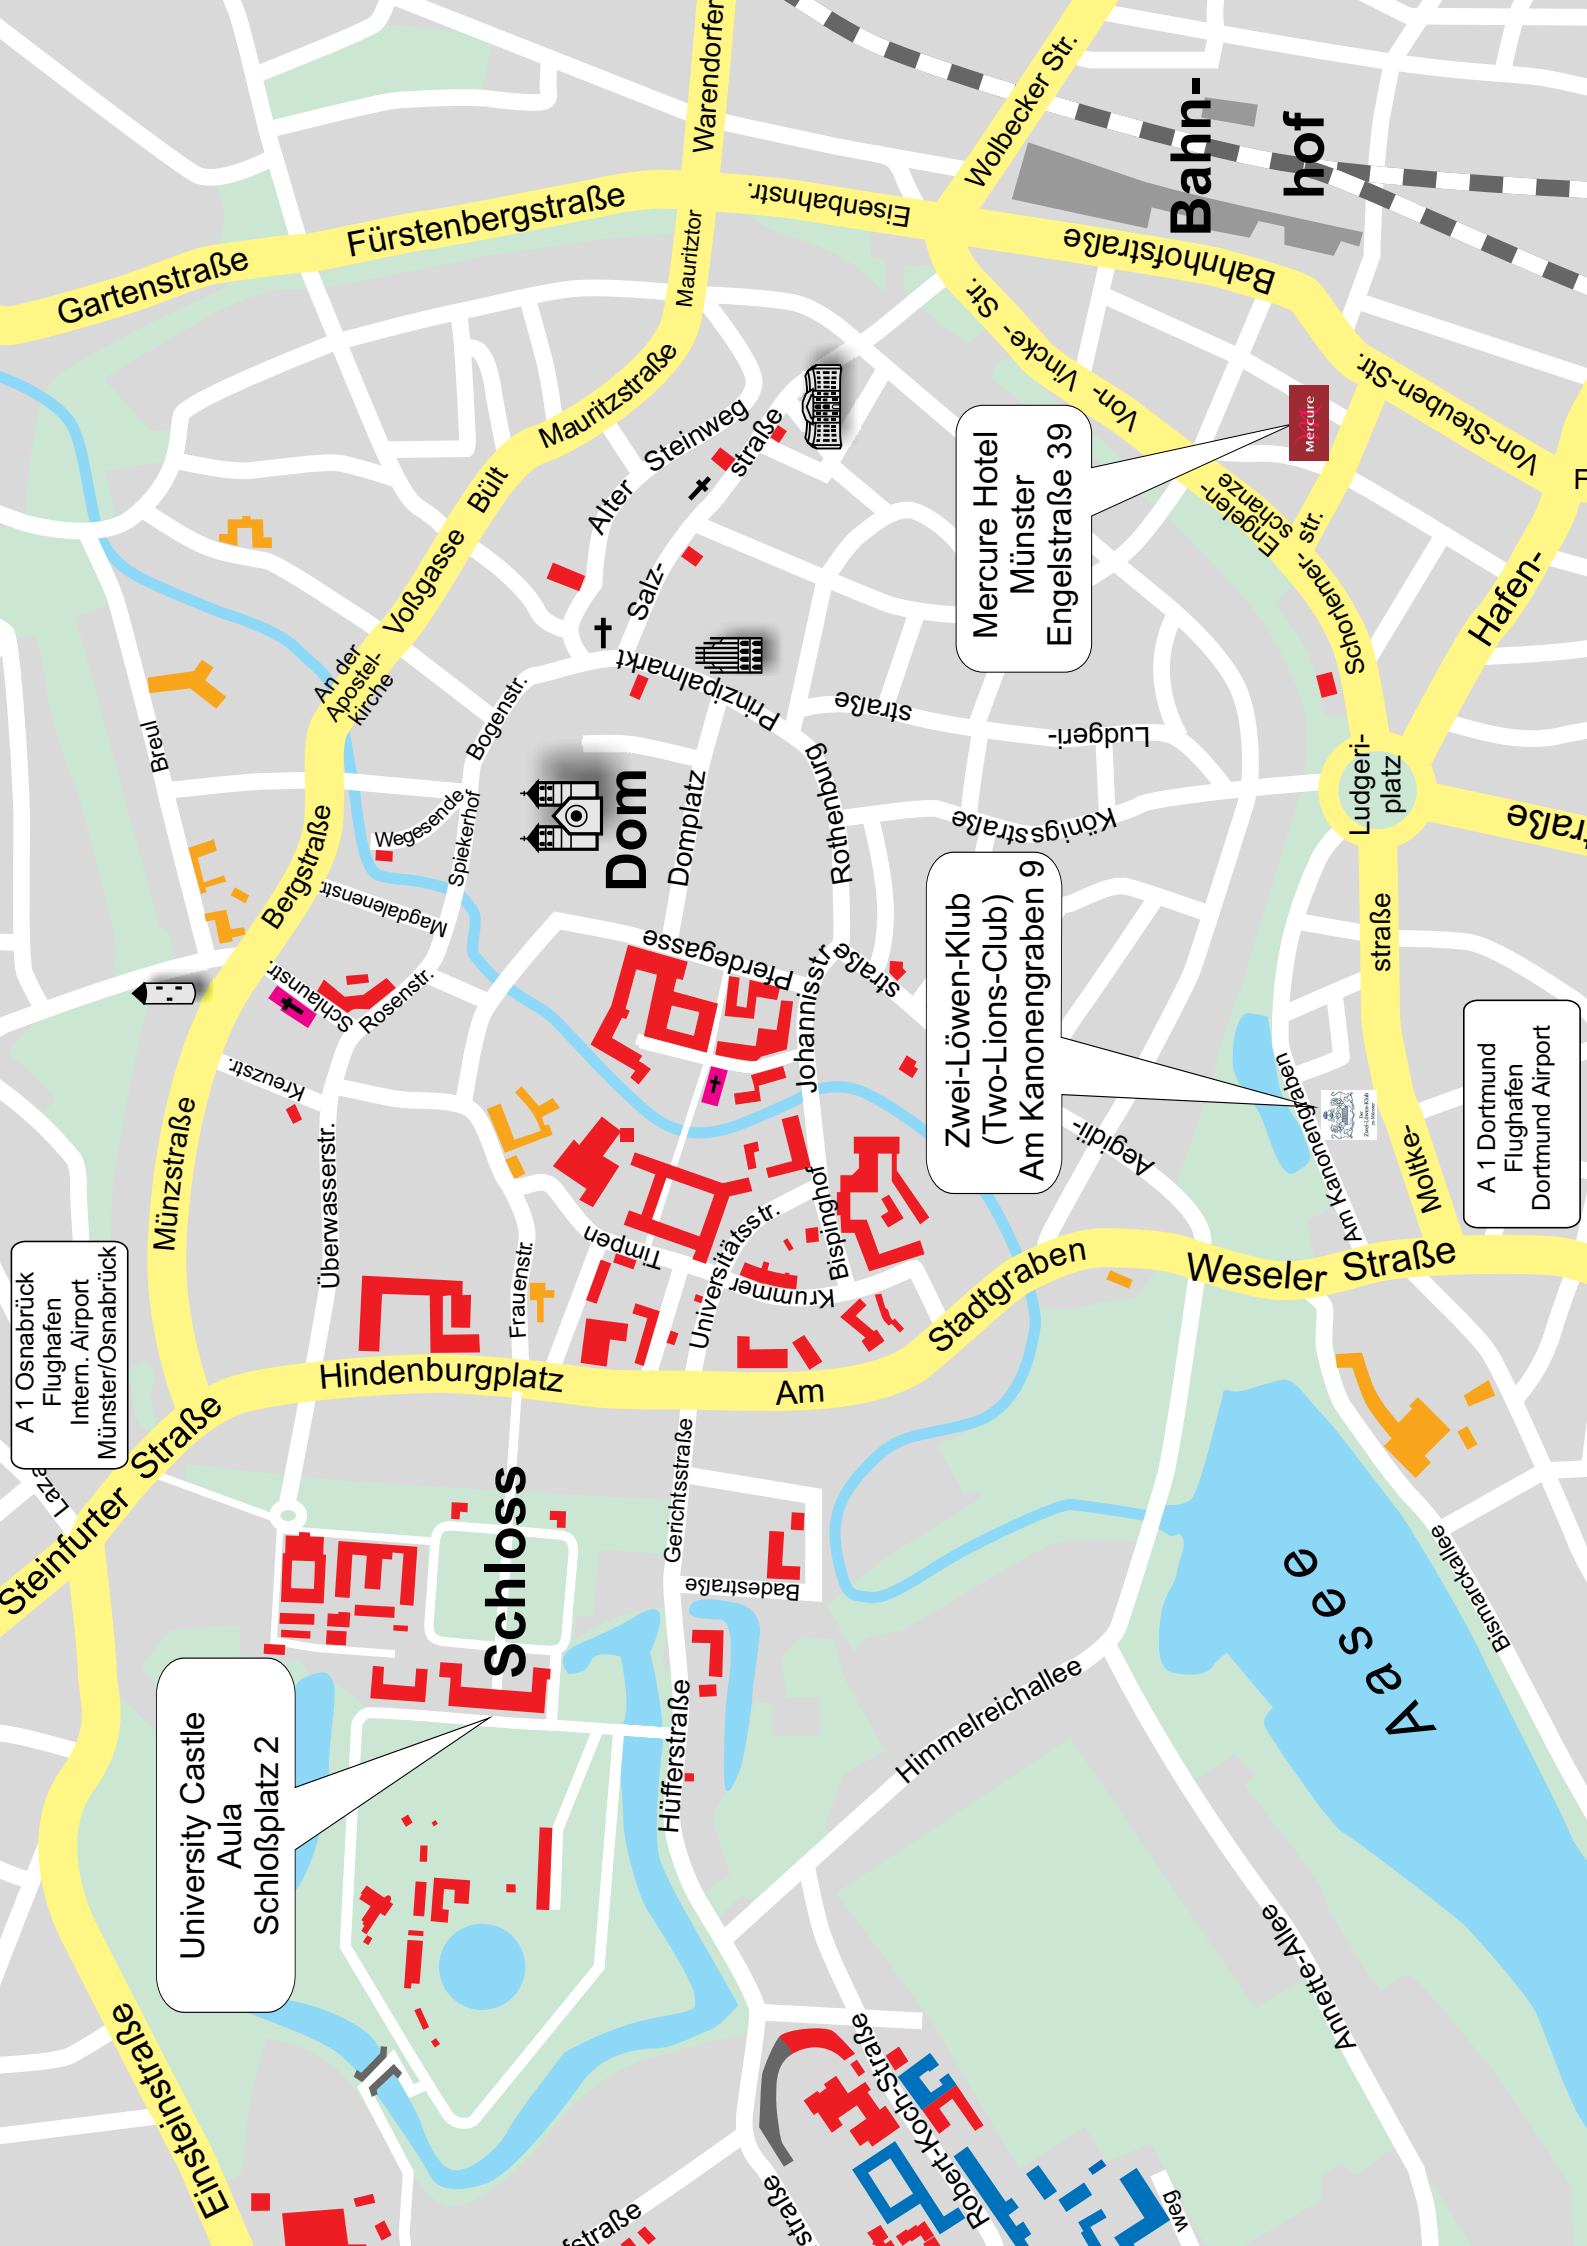 A 1 Osnabrück
Flughafen
Intern. Airport
Münster/Osnabrück
University Castle
Aula
Schloßplatz 2
Mercure Hotel
Münster
Engelstraße 39
Zwei-Löwen-Klub
(Two-Lions-Club)
Am Kanonengraben 9
A 1 Dortmund
Flughafen
Dortmund Airport
Mercure
Bahn-
hof
Dom
Schloss
Aasee
Gartenstraße
Fürstenbergstraße
Warendorfer
Mauritztor
Eisenbahnstr.
Wolbecker Str.
Bahnhofstraße
Von- Vincke- Str.
Von-Steuben-Str.
Engelen-
schanze
Schorlemer- str.
Hafen-
F
Ludgeri-
platz
traße
Moltke-
straße
Am Kanonengraben
Weseler Straße
Stadtgraben
Am
Hindenburgplatz
Steinfurter Straße
Münzstraße
Bergstraße
An der
Apostel-
kirche
Voßgasse
Bült
Mauritzstraße
Alter Steinweg
Salz-
straße
Prinzipalmarkt
Ludgeri-
straße
Königsstraße
Rothenburg
Domplatz
Bogenstr.
Spiekerhof
Wegesende
Breul
Magdalenenstr.
Schlaunstr.
Rosenstr.
Kreuzstr.
Überwasserstr.
Frauenstr.
Pferdegasse
Johannisstr.
Aegidii-
straße
Bispinghof
Universitätsstr.
Krummer Timpen
Gerichtsstraße
Badestraße
Hüfferstraße
Himmelreichallee
Bismarckallee
Annette-Allee
Robert-Koch-Straße
Einsteinstraße
Laza
straße
fstraße
weg